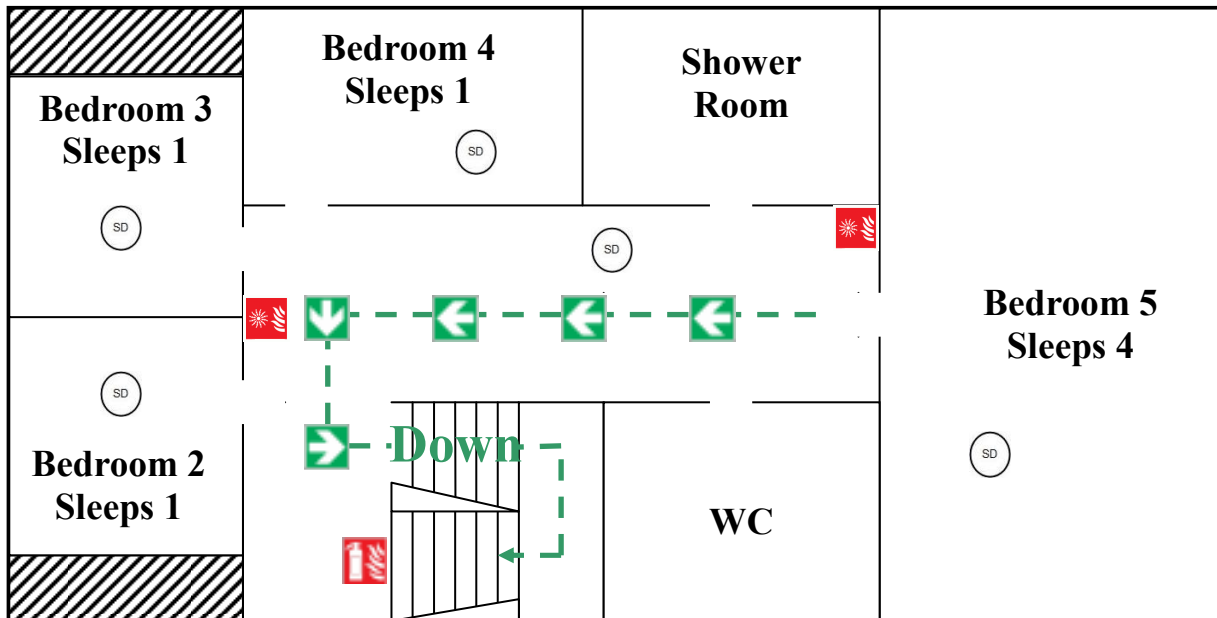 Bedroom 4
Sleeps 1
Shower
Room
Bedroom 3
Sleeps 1
SD
SD
SD
Bedroom 5
Sleeps 4
SD
Down
SD
Bedroom 2
Sleeps 1
WC